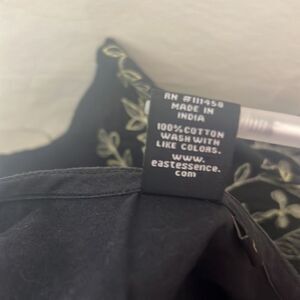 RN #111450
MADE IN
INDIA
100% COTTON
WASH WITH
LIKE COLORS.
www.
eastessence.
com